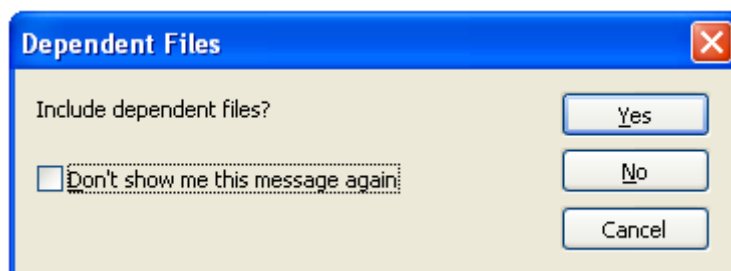 Dependent Files
Include dependent files?
Don't show me this message again
Yes
No
Cancel